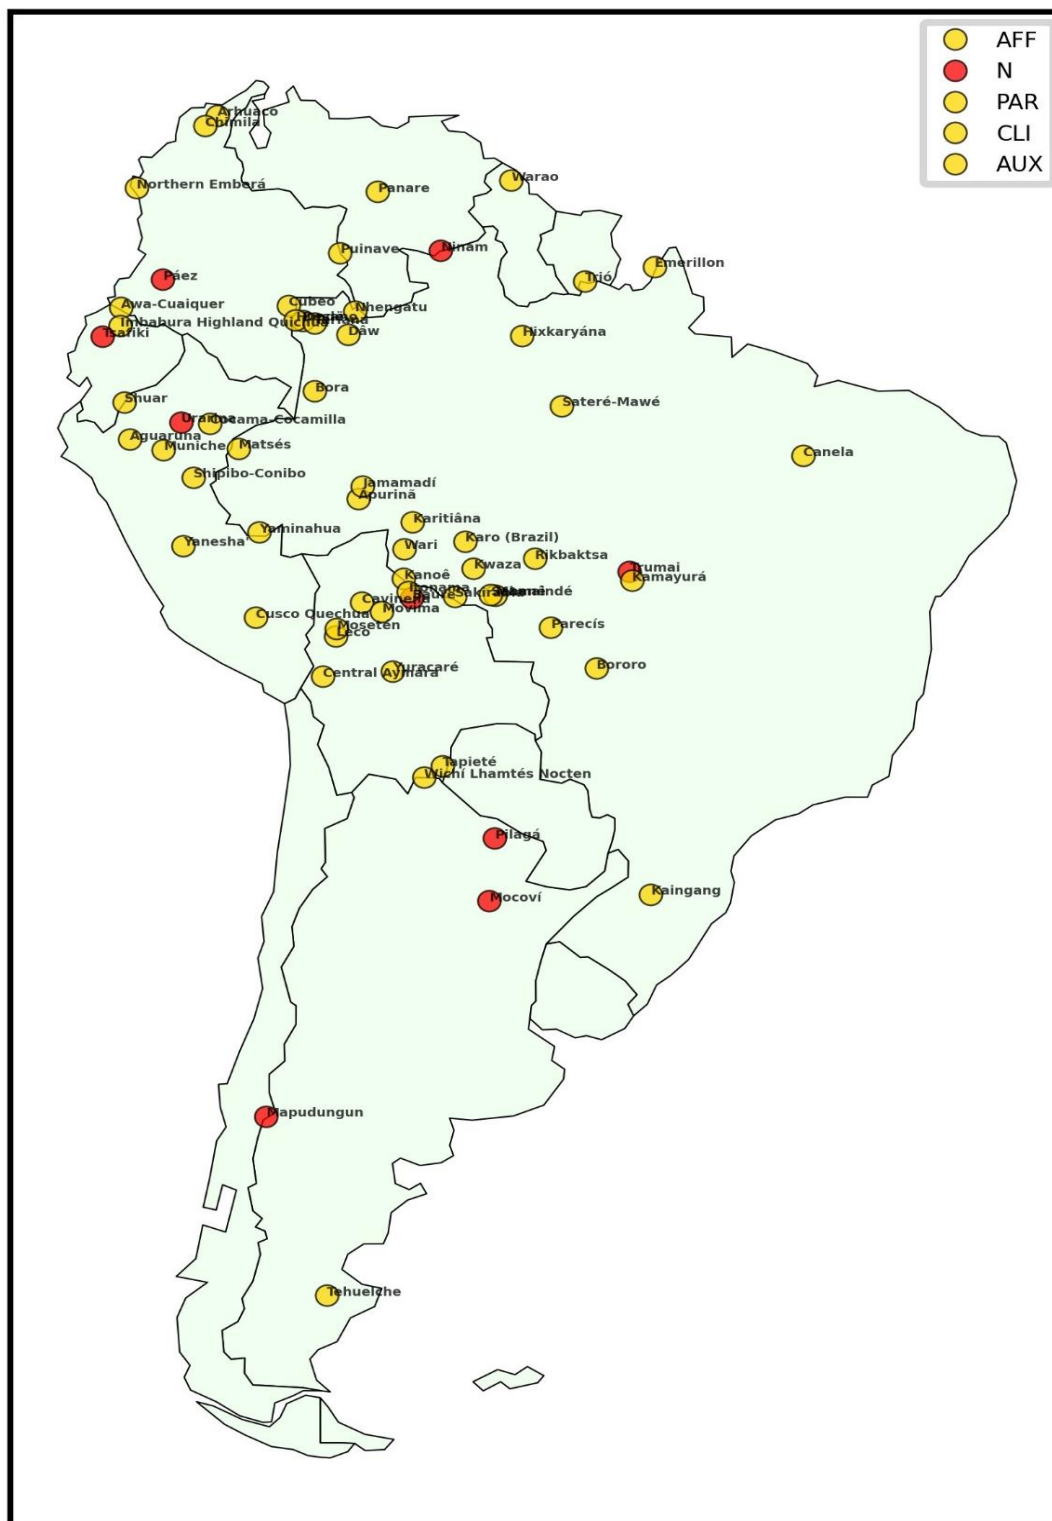 AFF
N
PAR
CLI
AUX
Arhuaco
Chimila
Northern Emberá
Panare
Warao
Puinave
Ninam
Páez
Emerillon
Trió
Awa-Cuaiquer
Cubeo
Nhengatu
Imbabura Highland Quichua
Tsafiki
Dâw
Hixkaryána
Shuar
Bora
Sateré-Mawé
Urarina
Cocama-Cocamilla
Aguaruna
Muniche
Matsés
Canela
Shipibo-Conibo
Jamamadí
Apurinã
Karitiâna
Yaminahua
Yanesha'
Wari
Karo (Brazil)
Rikbaktsa
Kwaza
Trumai
Kamayurá
Kanoê
Itonama
Baure
Cavineña
Movima
Cusco Quechua
Mosetén
Leco
Parecís
Bororo
Central Aymara
Yuracaré
Tapieté
Wichí Lhamtés Nocten
Pilagá
Mocoví
Kaingang
Mapudungun
Tehuelche